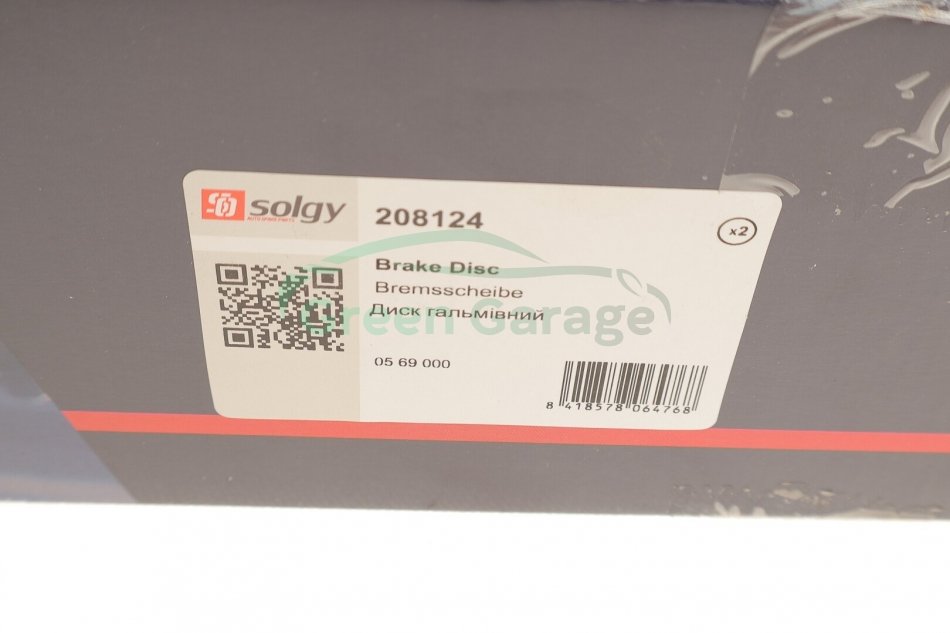 solgy
AUTO SPARE PARTS
208124
x2
Brake Disc
Bremsscheibe
Диск гальмівний
Green Garage
05 69 000
8 418578 064768